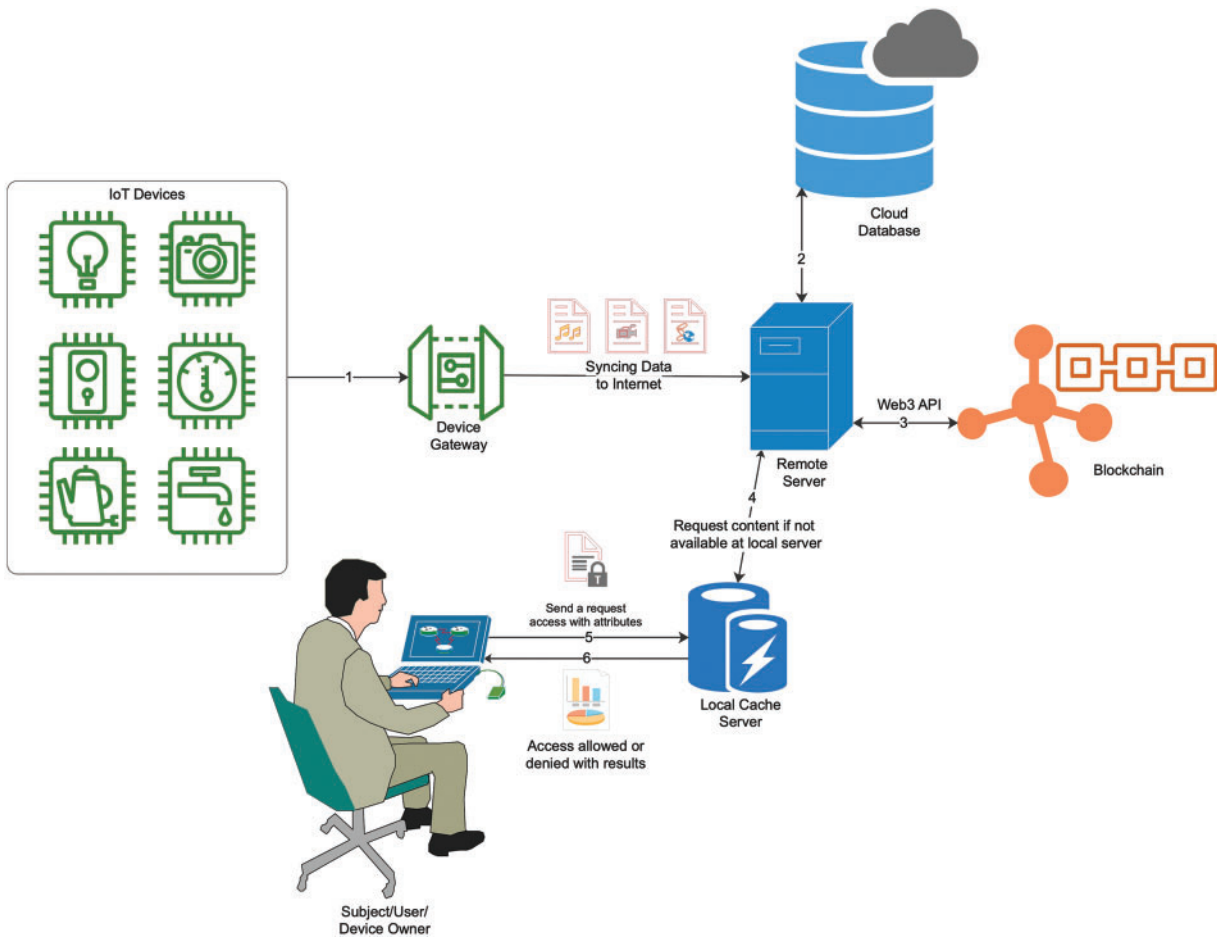 IoT Devices
Cloud
Database
2
1
Syncing Data
to Internet
Device
Gateway
Web3 API
3
Remote
Server
Blockchain
4
Request content if not
available at local server
T
Send a request
access with attributes
5
6
Local Cache
Server
Access allowed or
denied with results
Subject/User/
Device Owner